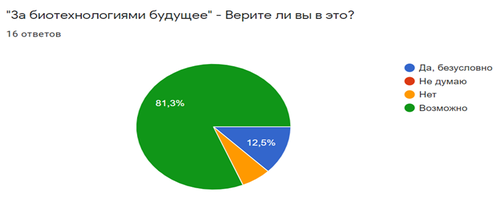 "За биотехнологиями будущее" - Верите ли вы в это?
16 ответов
Да, безусловно
Не думаю
Нет
Возможно
81,3%
12,5%